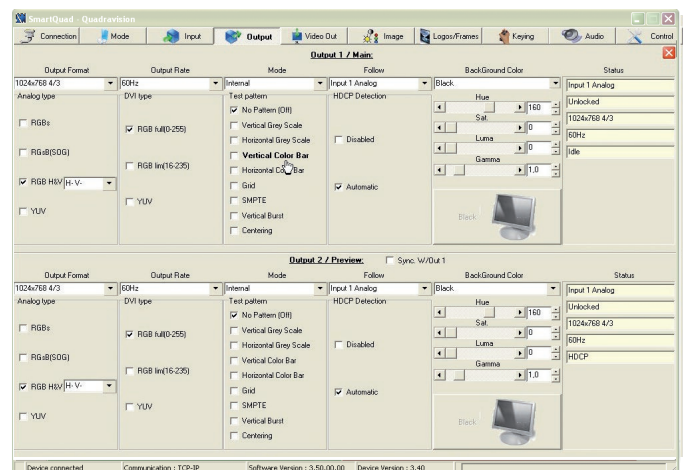 SmartQuad - Quadravision
Connection Mode Input Output Video Out Image Logos/Frames Keying Audio Control
Output 1 / Main:
Output Format Output Rate Mode Follow BackGround Color Status
1024x768 4/3 60Hz Internal Input 1 Analog Black Input 1 Analog
Analog type DVI type Test pattern HDCP Detection Hue Unlocked
No Pattern (Off) 160
RGBs RGB full(0-255) Vertical Grey Scale Sat. 1024x768 4/3
Horizontal Grey Scale Disabled 0 60Hz
RGsB(SOG) Vertical Color Bar Luma Idle
RGB lim(16-235) Horizontal Color Bar 0
RGB H&V H- V- Grid Automatic Gamma
SMPTE 1,0
YUV YUV Vertical Burst Black
Centering
Output 2 / Preview: Sync. W/Out 1
Output Format Output Rate Mode Follow BackGround Color Status
1024x768 4/3 60Hz Internal Input 1 Analog Black Input 1 Analog
Analog type DVI type Test pattern HDCP Detection Hue Unlocked
No Pattern (Off) 160
RGBs RGB full(0-255) Vertical Grey Scale Sat. 1024x768 4/3
Horizontal Grey Scale Disabled 0 60Hz
RGsB(SOG) Vertical Color Bar Luma HDCP
RGB lim(16-235) Horizontal Color Bar 0
RGB H&V H- V- Grid Automatic Gamma
SMPTE 1,0
YUV YUV Vertical Burst Black
Centering
Device connected Communication : TCP-IP Software Version : 3.50.00.00 Device Version : 3.40